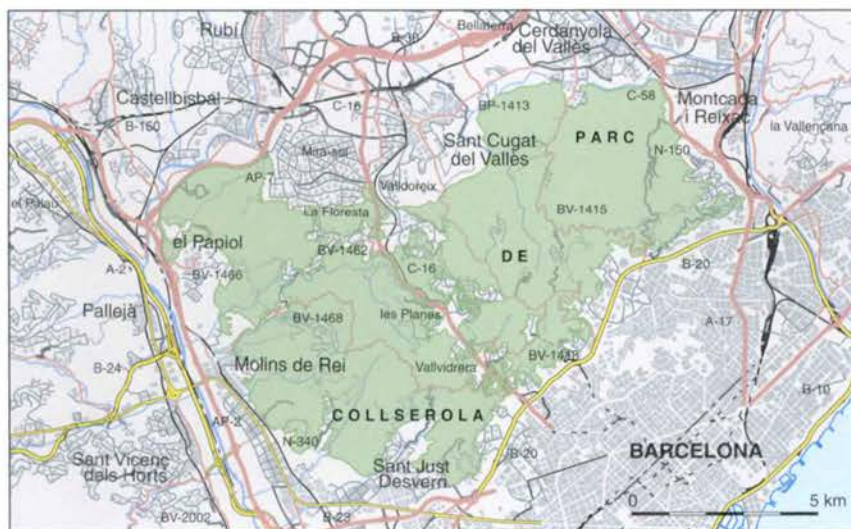 Rubí
B-30
Bellaterra
Cerdanyola
del Vallès
Castellbisbal
C-16
BP-1413
C-58
Montcada
i Reixac
B-150
Sant Cugat
del Vallès
PARC
la Vallençana
Mira-sol
N-150
AP-7
Valldoreix
el Palau
La Floresta
BV-1415
el Papiol
BV-1462
A-2
BV-1466
C-16
DE
B-20
Pallejà
les Planes
A-17
BV-1468
B-24
Molins de Rei
Vallvidrera
BV-1418
B-10
AP-2
COLLSEROLA
N-340
BARCELONA
Sant Vicenç
dels Horts
Sant Just
Desvern
B-20
0 5 km
BV-2002
B-23